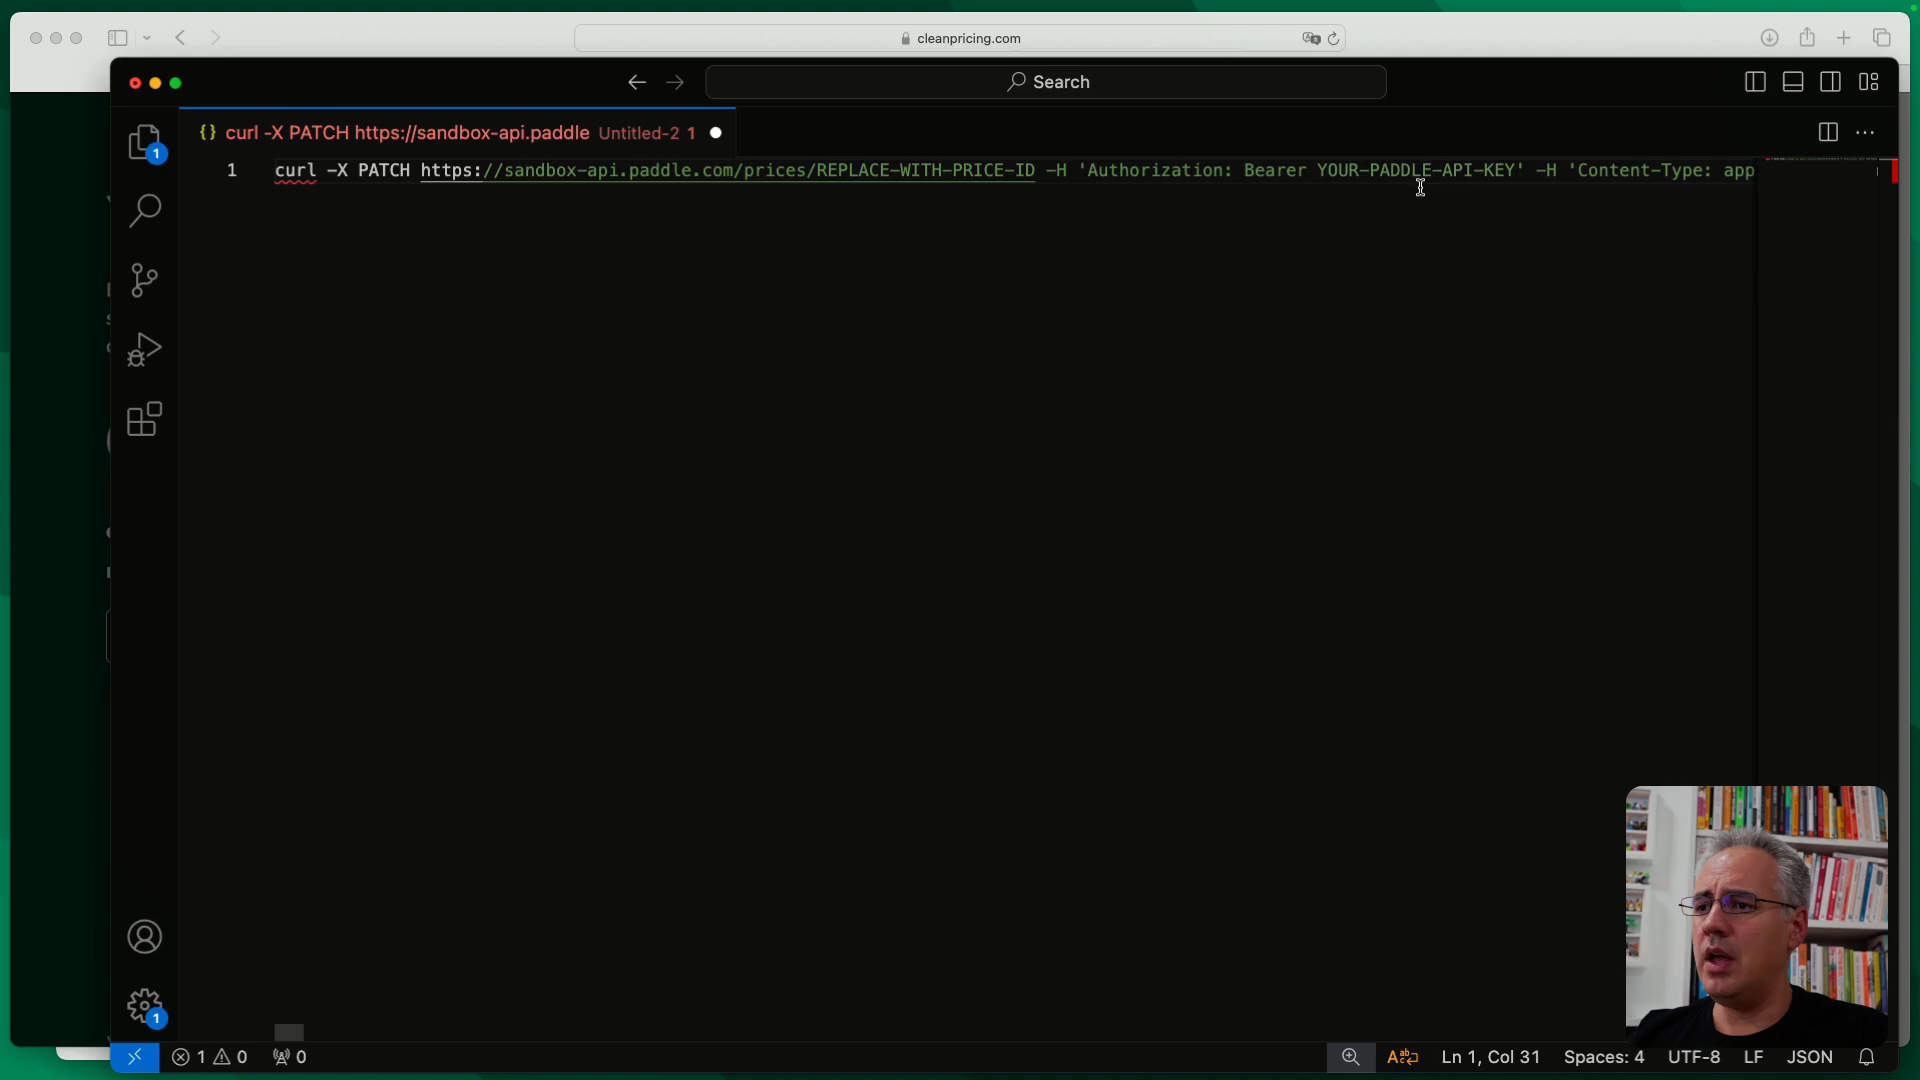 cleanpricing.com
Search
{} curl -X PATCH https://sandbox-api.paddle Untitled-2 1
1 curl -X PATCH https://sandbox-api.paddle.com/prices/REPLACE-WITH-PRICE-ID -H 'Authorization: Bearer YOUR-PADDLE-API-KEY' -H 'Content-Type: app
1
1
1 0 0 Ln 1, Col 31 Spaces: 4 UTF-8 LF JSON